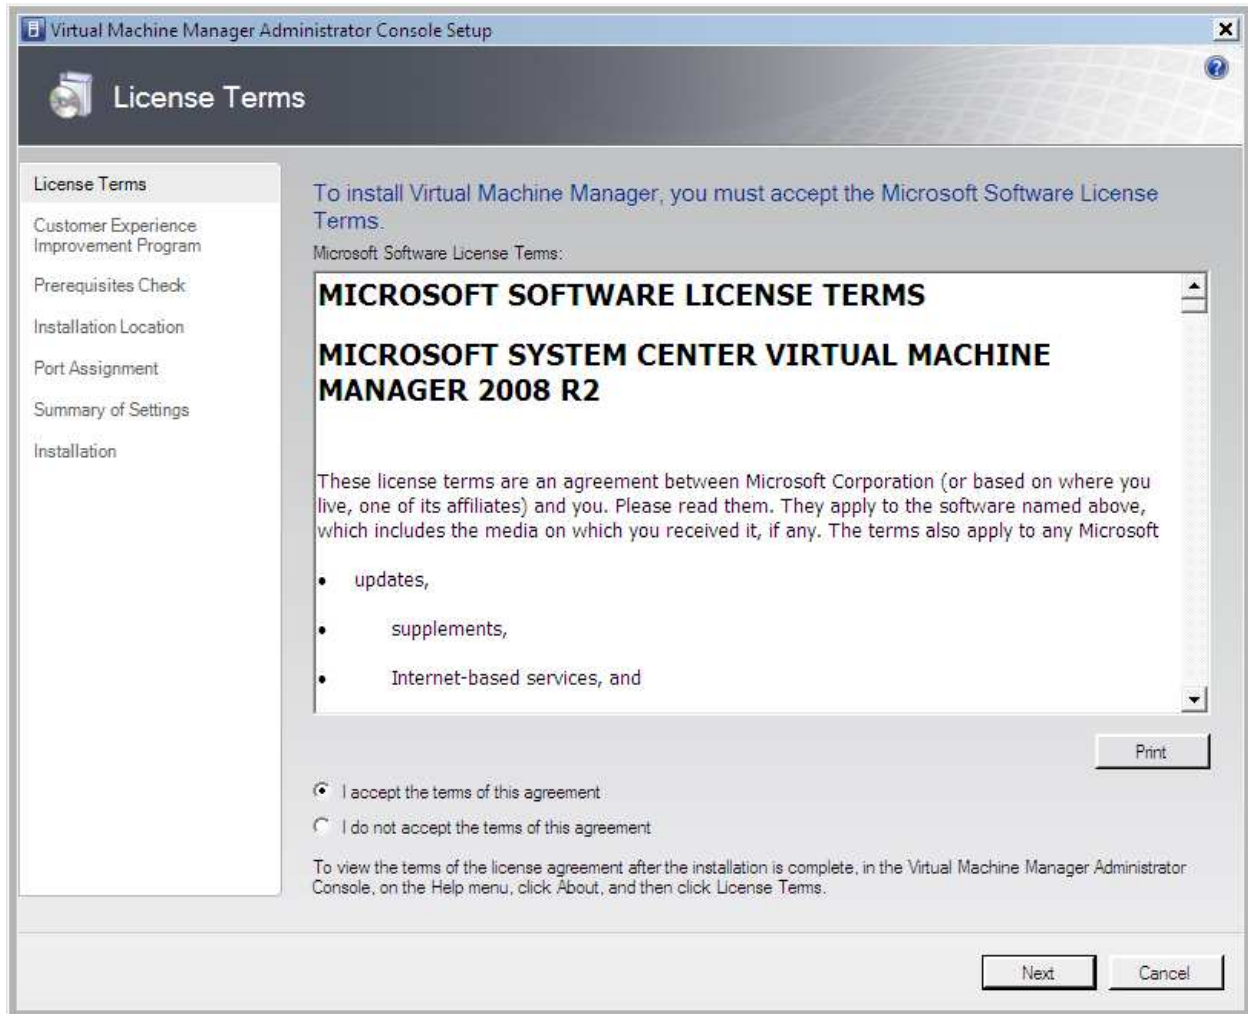 Virtual Machine Manager Administrator Console Setup
License Terms
License Terms
Customer Experience
Improvement Program
Prerequisites Check
Installation Location
Port Assignment
Summary of Settings
Installation
To install Virtual Machine Manager, you must accept the Microsoft Software License
Terms.
Microsoft Software License Terms:
MICROSOFT SOFTWARE LICENSE TERMS
MICROSOFT SYSTEM CENTER VIRTUAL MACHINE
MANAGER 2008 R2
These license terms are an agreement between Microsoft Corporation (or based on where you
live, one of its affiliates) and you. Please read them. They apply to the software named above,
which includes the media on which you received it, if any. The terms also apply to any Microsoft
• updates,
• supplements,
• Internet-based services, and
Print
I accept the terms of this agreement
I do not accept the terms of this agreement
To view the terms of the license agreement after the installation is complete, in the Virtual Machine Manager Administrator
Console, on the Help menu, click About, and then click License Terms.
Next Cancel